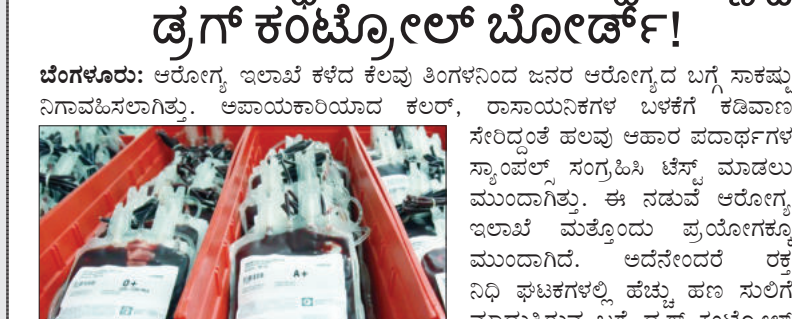 ಡ್ರಗ್ ಕಂಟ್ರೋಲ್ ಬೋರ್ಡ್!
ಬೆಂಗಳೂರು: ಆರೋಗ್ಯ ಇಲಾಖೆ ಕಳೆದ ಕೆಲವು ತಿಂಗಳನಿಂದ ಜನರ ಆರೋಗ್ಯದ ಬಗ್ಗೆ ಸಾಕಷ್ಟು
ನಿಗಾವಹಿಸಲಾಗಿತ್ತು. ಅಪಾಯಕಾರಿಯಾದ ಕಲರ್, ರಾಸಾಯನಿಕಗಳ ಬಳಕೆಗೆ ಕಡಿವಾಣ
ಸೇರಿದ್ದಂತೆ ಹಲವು ಆಹಾರ ಪದಾರ್ಥಗಳ
ಸ್ಯಾಂಪಲ್ಸ್ ಸಂಗ್ರಹಿಸಿ ಟೆಸ್ಟ್ ಮಾಡಲು
ಮುಂದಾಗಿತ್ತು. ಈ ನಡುವೆ ಆರೋಗ್ಯ
ಇಲಾಖೆ ಮತ್ತೊಂದು ಪ್ರಯೋಗಕ್ಕೂ
ಮುಂದಾಗಿದೆ. ಅದೆನೇಂದರೆ ರಕ್ತ
ನಿಧಿ ಘಟಕಗಳಲ್ಲಿ ಹೆಚ್ಚು ಹಣ ಸುಲಿಗೆ
O+
A+